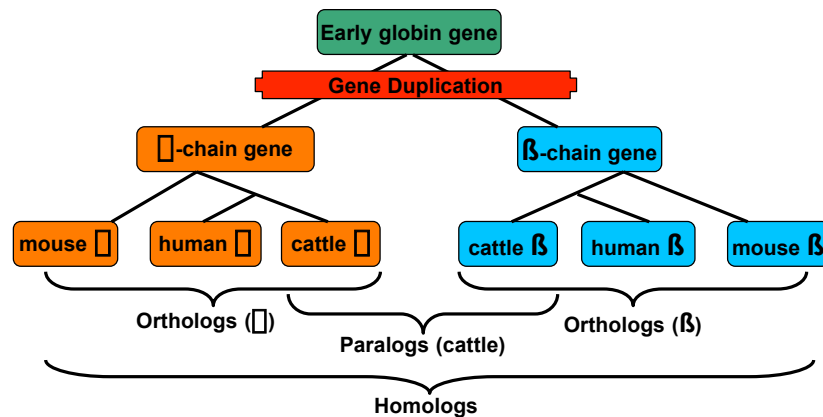 Early globin gene
Gene Duplication
▯-chain gene
ß-chain gene
mouse ▯
human ▯
cattle ▯
cattle ß
human ß
mouse ß
Orthologs (▯)
Orthologs (ß)
Paralogs (cattle)
Homologs